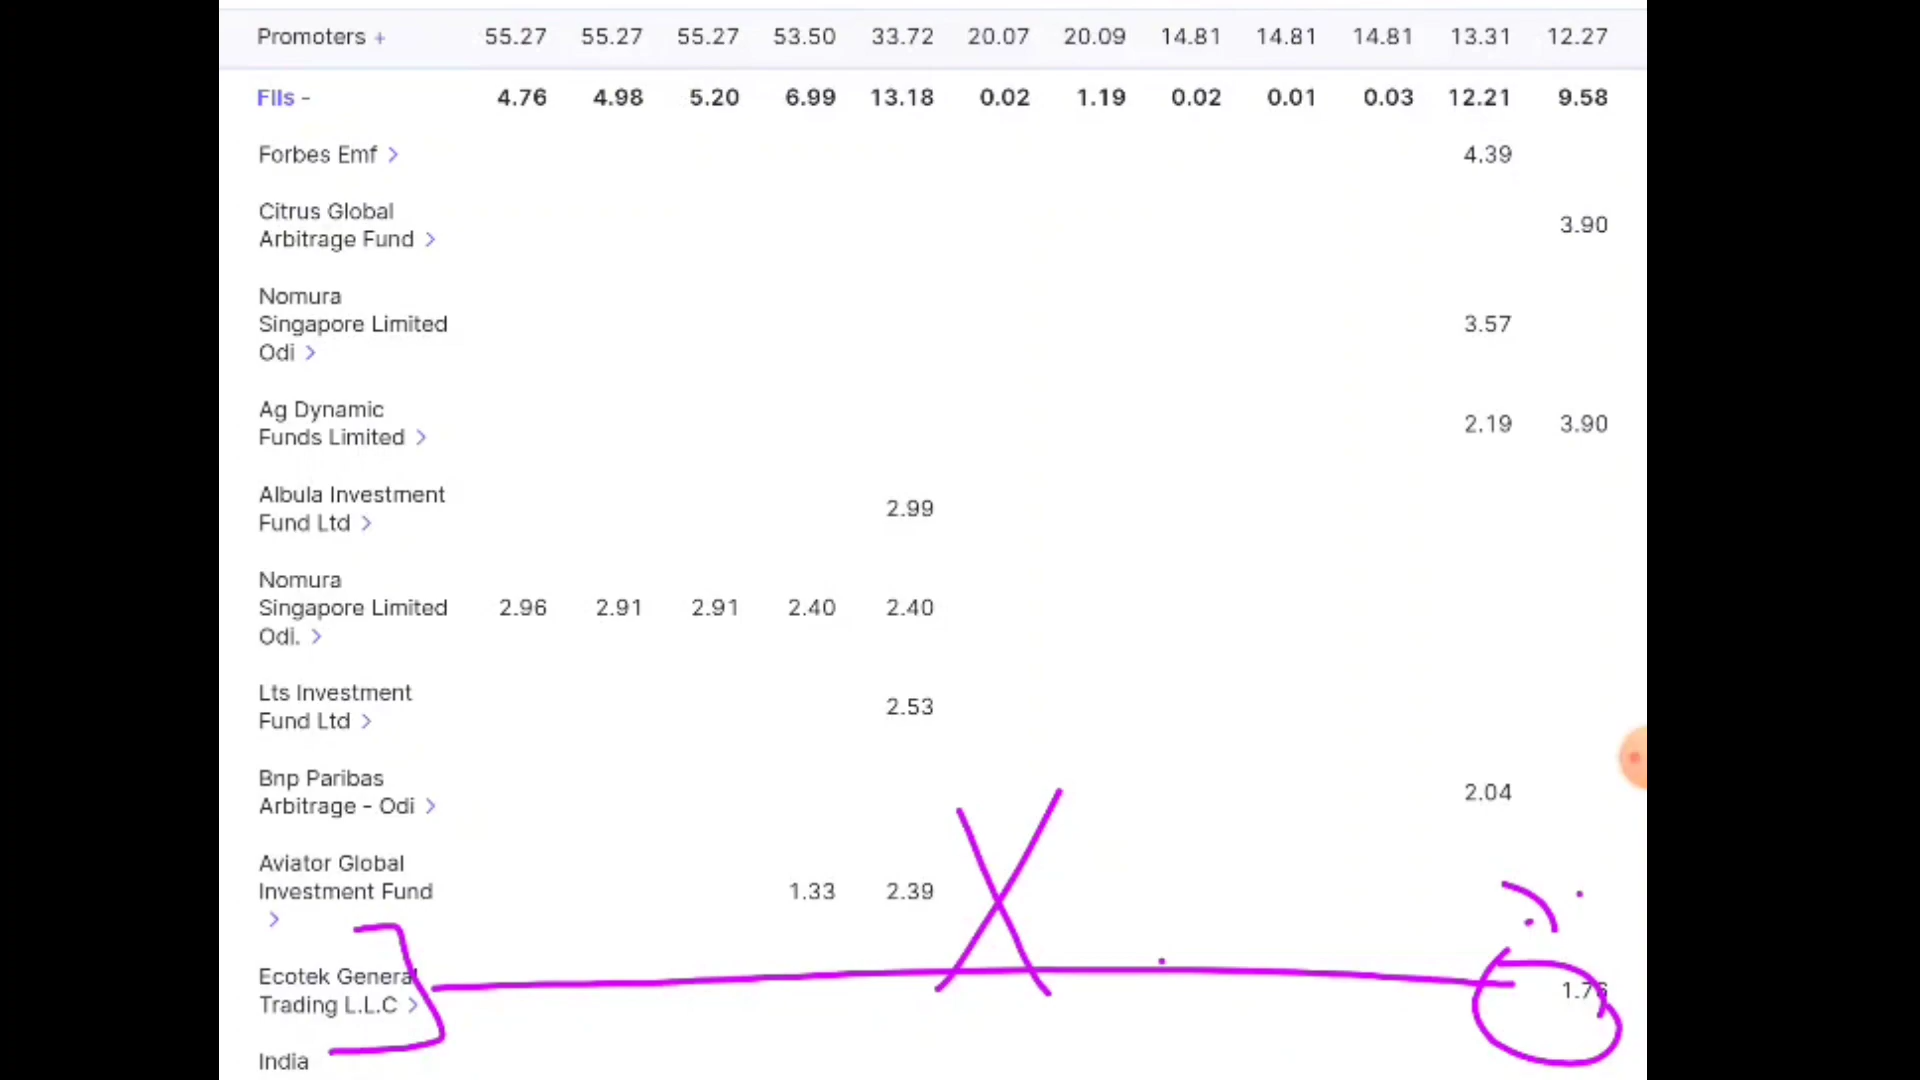 Promoters + 55.27 55.27 55.27 53.50 33.72 20.07 20.09 14.81 14.81 14.81 13.31 12.27
FIIs - 4.76 4.98 5.20 6.99 13.18 0.02 1.19 0.02 0.01 0.03 12.21 9.58
Forbes Emf > 4.39
Citrus Global
Arbitrage Fund > 3.90
Nomura
Singapore Limited 3.57
Odi >
Ag Dynamic
Funds Limited > 2.19 3.90
Albula Investment
Fund Ltd > 2.99
Nomura
Singapore Limited 2.96 2.91 2.91 2.40 2.40
Odi. >
Lts Investment
Fund Ltd > 2.53
Bnp Paribas
Arbitrage - Odi > 2.04
Aviator Global
Investment Fund 1.33 2.39
>
Ecotek General
Trading L.L.C >
India